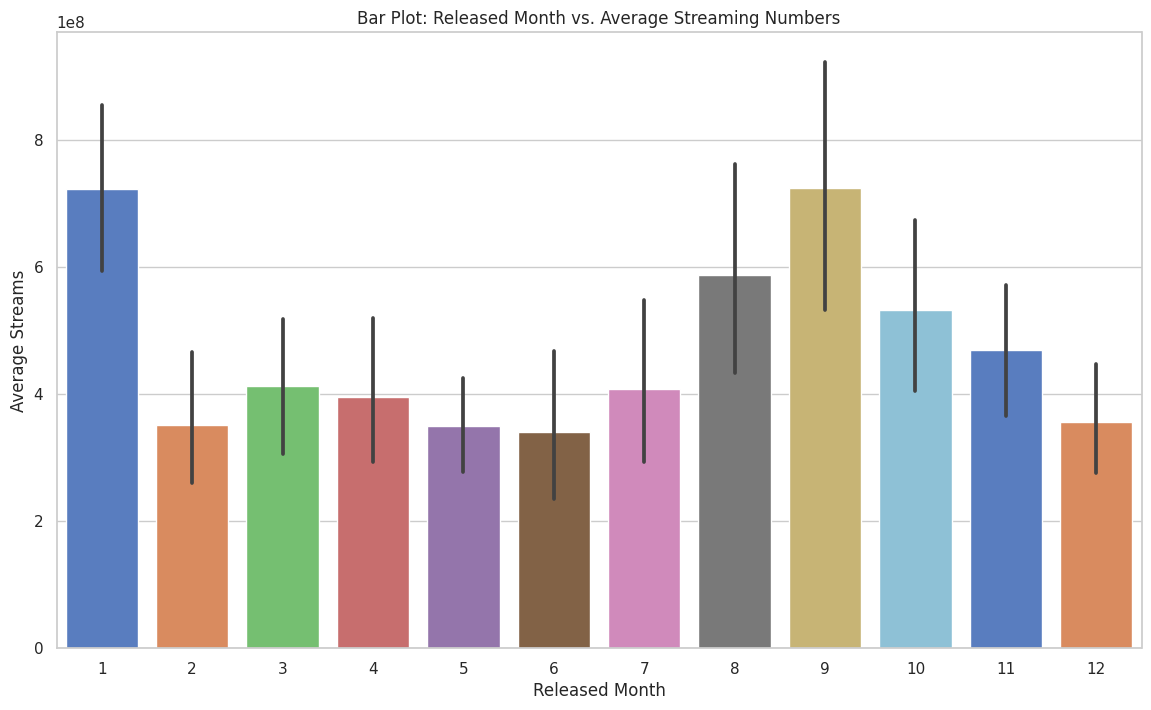 Bar Plot: Released Month vs. Average Streaming Numbers
1e8
8
6
4
2
0
Average Streams
1 2 3 4 5 6 7 8 9 10 11 12
Released Month